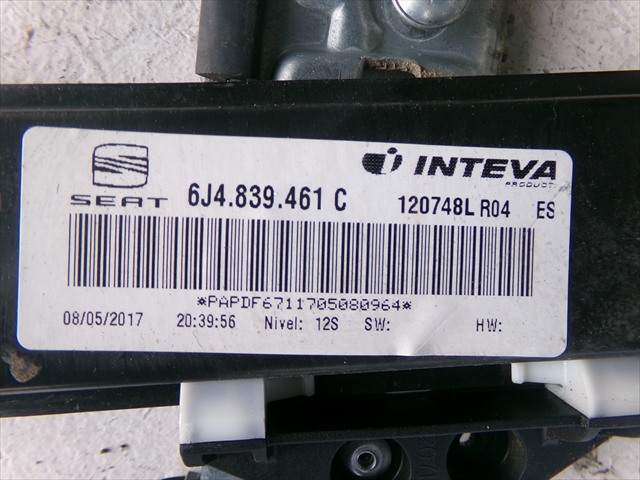 INTEVA
PRODUCTS
SEAT 6J4.839.461 C 120748L R04 ES
*PAPDF6711705080964*
08/05/2017 20:39:56 Nivel: 12S SW: HW: